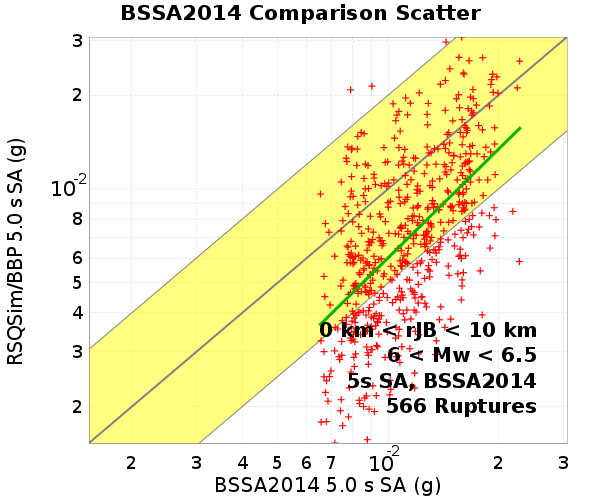 BSSA2014 Comparison Scatter
RSQSim/BBP 5.0 s SA (g)
3
2
10-2
8
6
5
4
3
2
0 km < rJB < 10 km
6 < Mw < 6.5
5s SA, BSSA2014
566 Ruptures
2 3 4 5 6 7 10-2 2 3
BSSA2014 5.0 s SA (g)